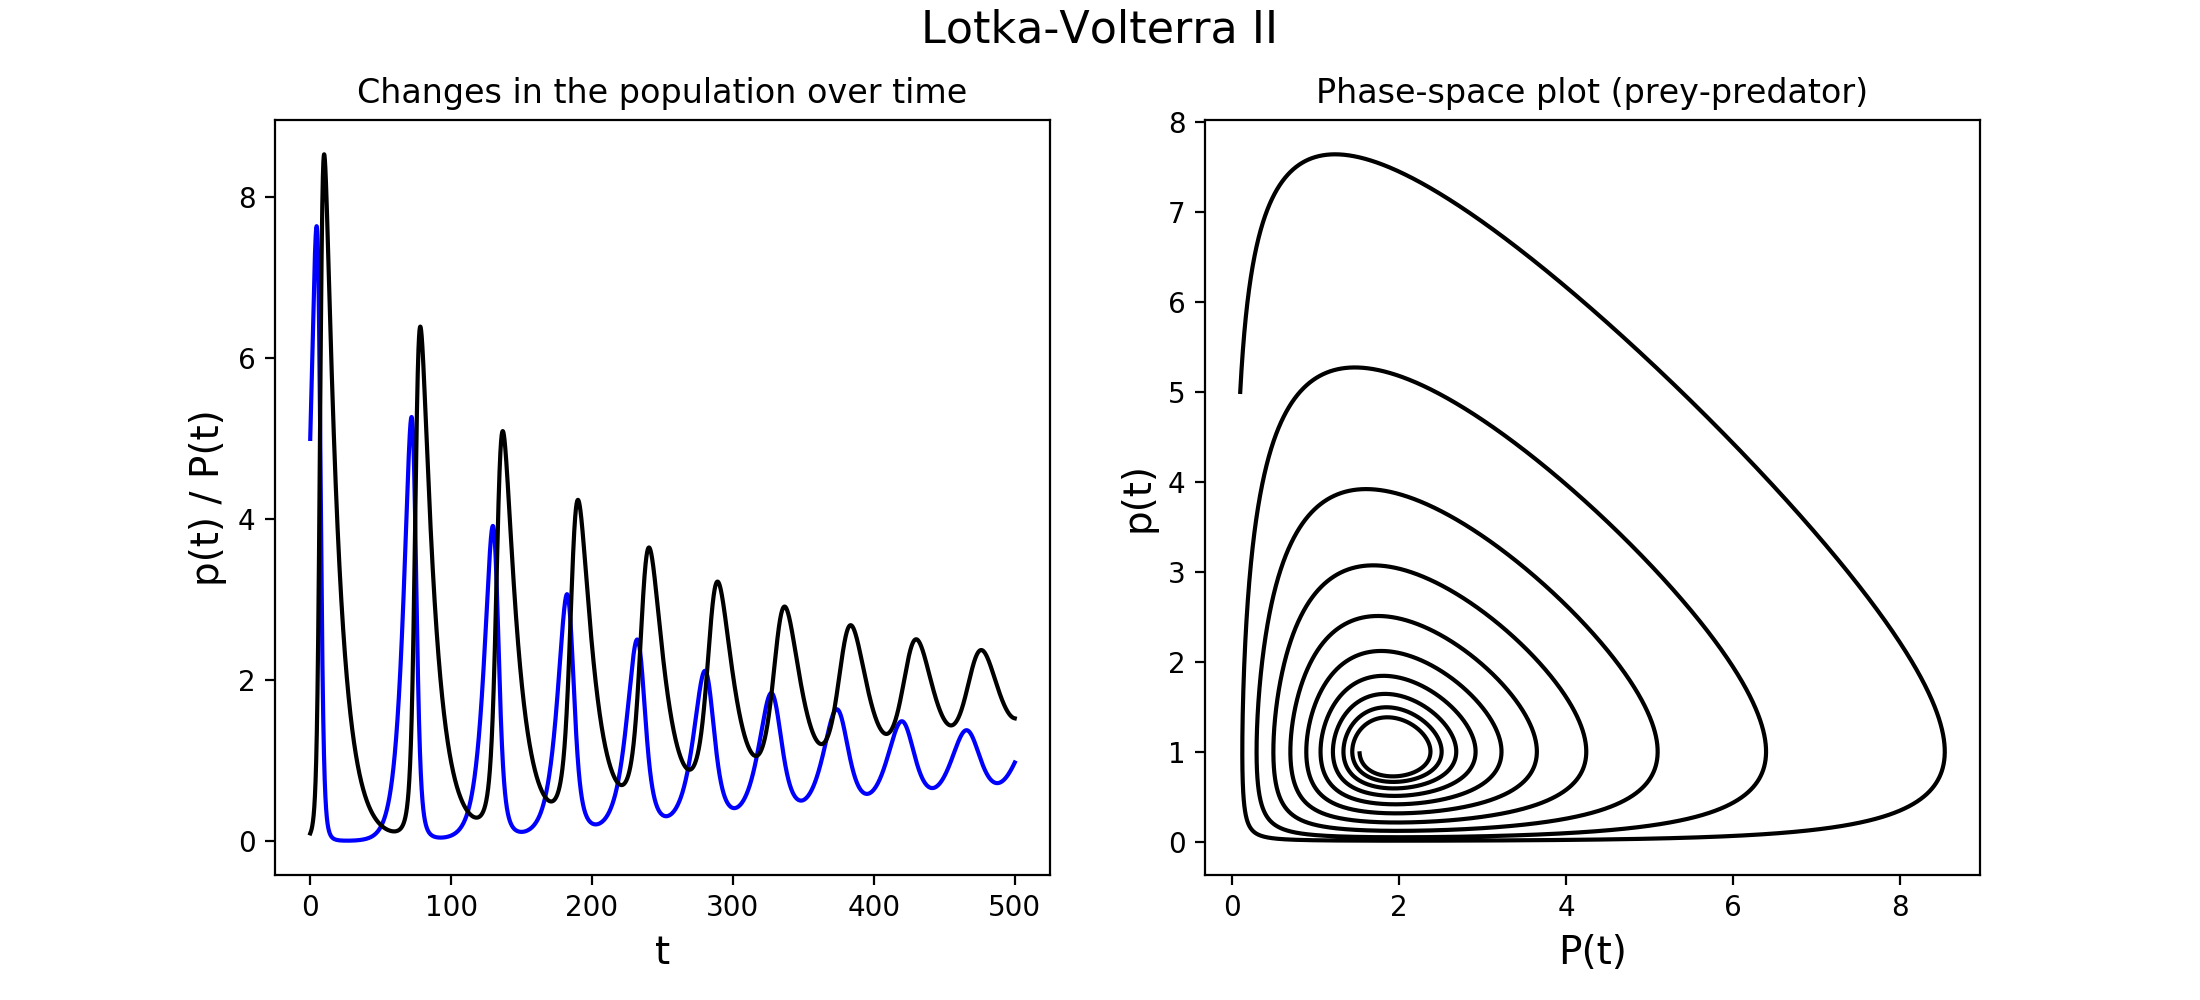 Lotka-Volterra II
Changes in the population over time
p(t) / P(t)
8
6
4
2
0
0 100 200 300 400 500
t
Phase-space plot (prey-predator)
p(t)
8
7
6
5
4
3
2
1
0
0 2 4 6 8
P(t)